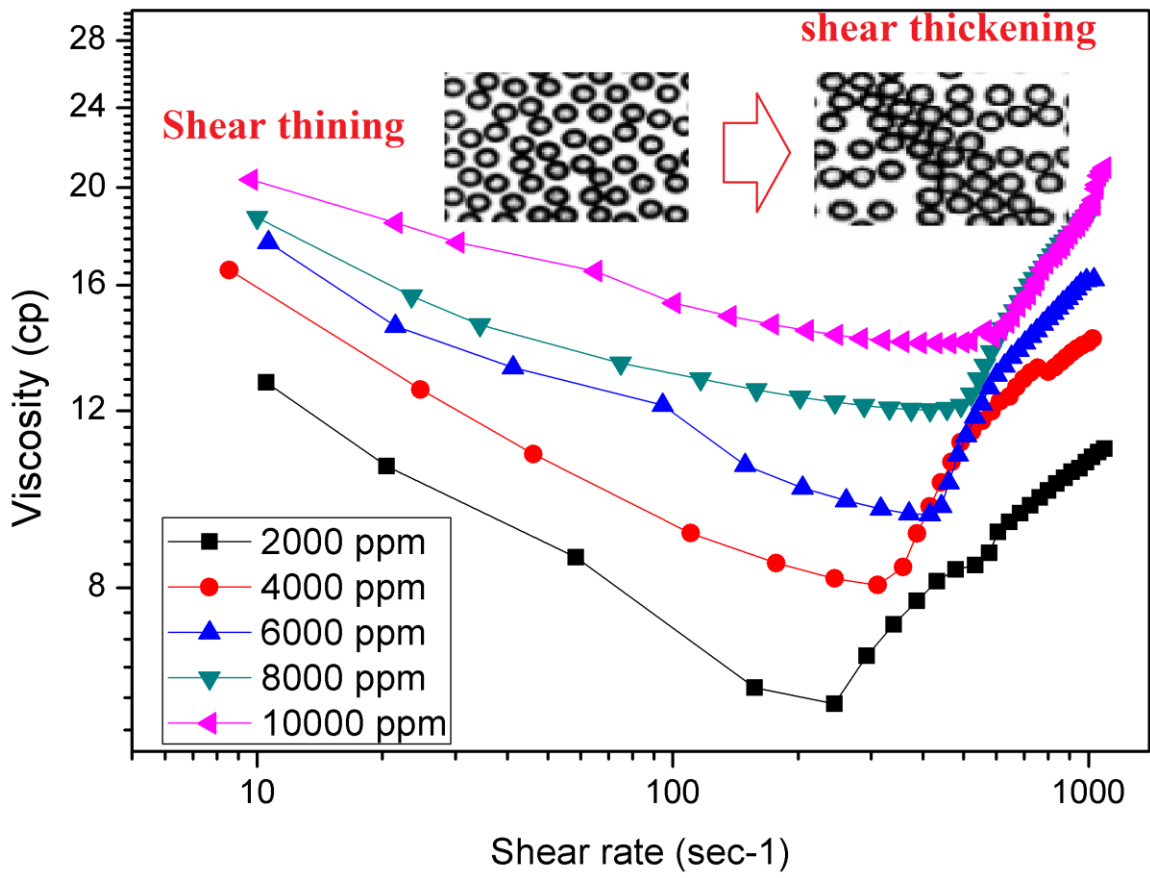 shear thickening
Shear thining
28
24
20
16
12
8
Viscosity (cp)
2000 ppm
4000 ppm
6000 ppm
8000 ppm
10000 ppm
10
100
1000
Shear rate (sec-1)